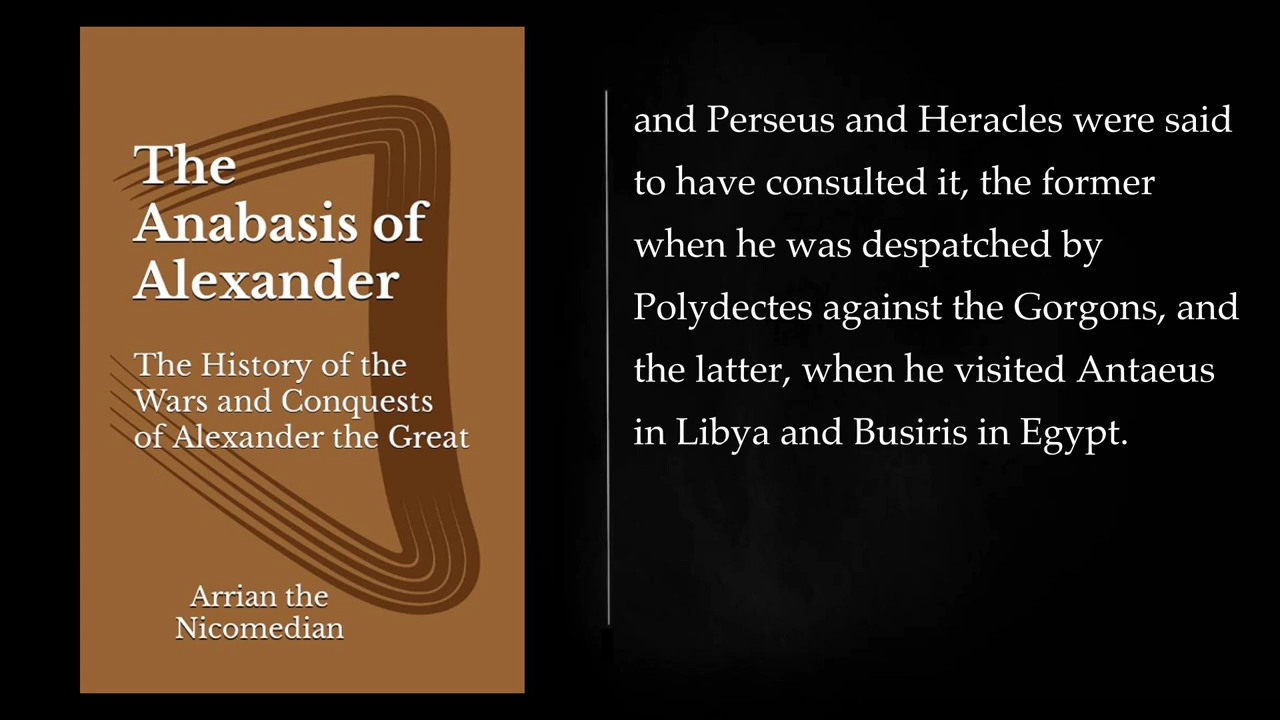 The
Anabasis of
Alexander
The History of the
Wars and Conquests
of Alexander the Great
Arrian the
Nicomedian
and Perseus and Heracles were said
to have consulted it, the former
when he was despatched by
Polydectes against the Gorgons, and
the latter, when he visited Antaeus
in Libya and Busiris in Egypt.